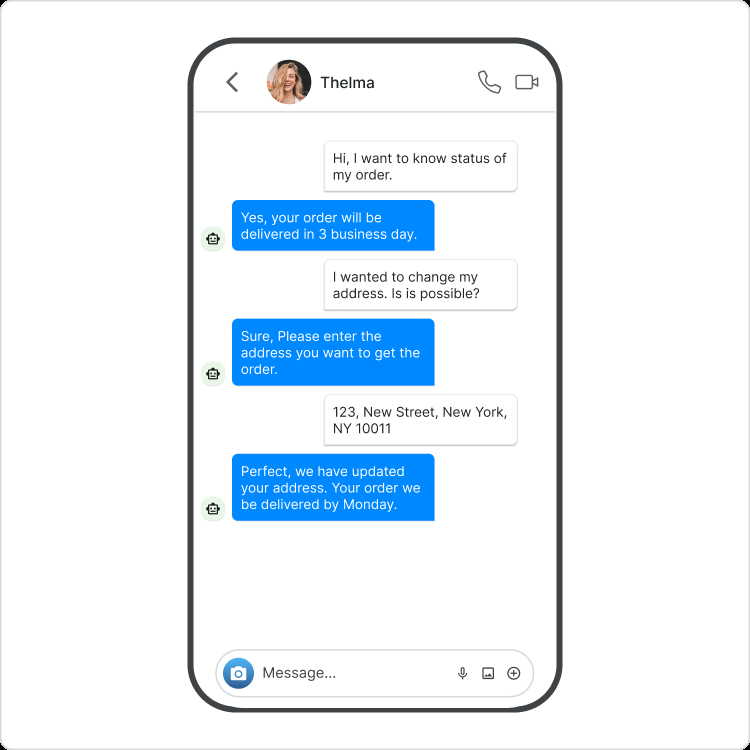 Thelma
Hi, I want to know status of
my order.
Yes, your order will be
delivered in 3 business day.
I wanted to change my
address. Is is possible?
Sure, Please enter the
address you want to get the
order.
123, New Street, New York,
NY 10011
Perfect, we have updated
your address. Your order we
be delivered by Monday.
Message...